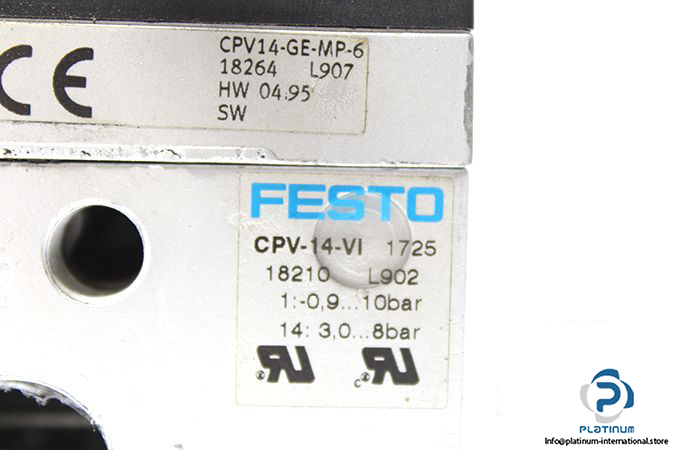 CE
CPV14-GE-MP-6
18264 L907
HW 04.95
SW
FESTO
CPV-14-VI 1725
18210 L902
1:-0,9...10bar
14: 3,0...8bar
PLATINUM
info@platinum-international.store